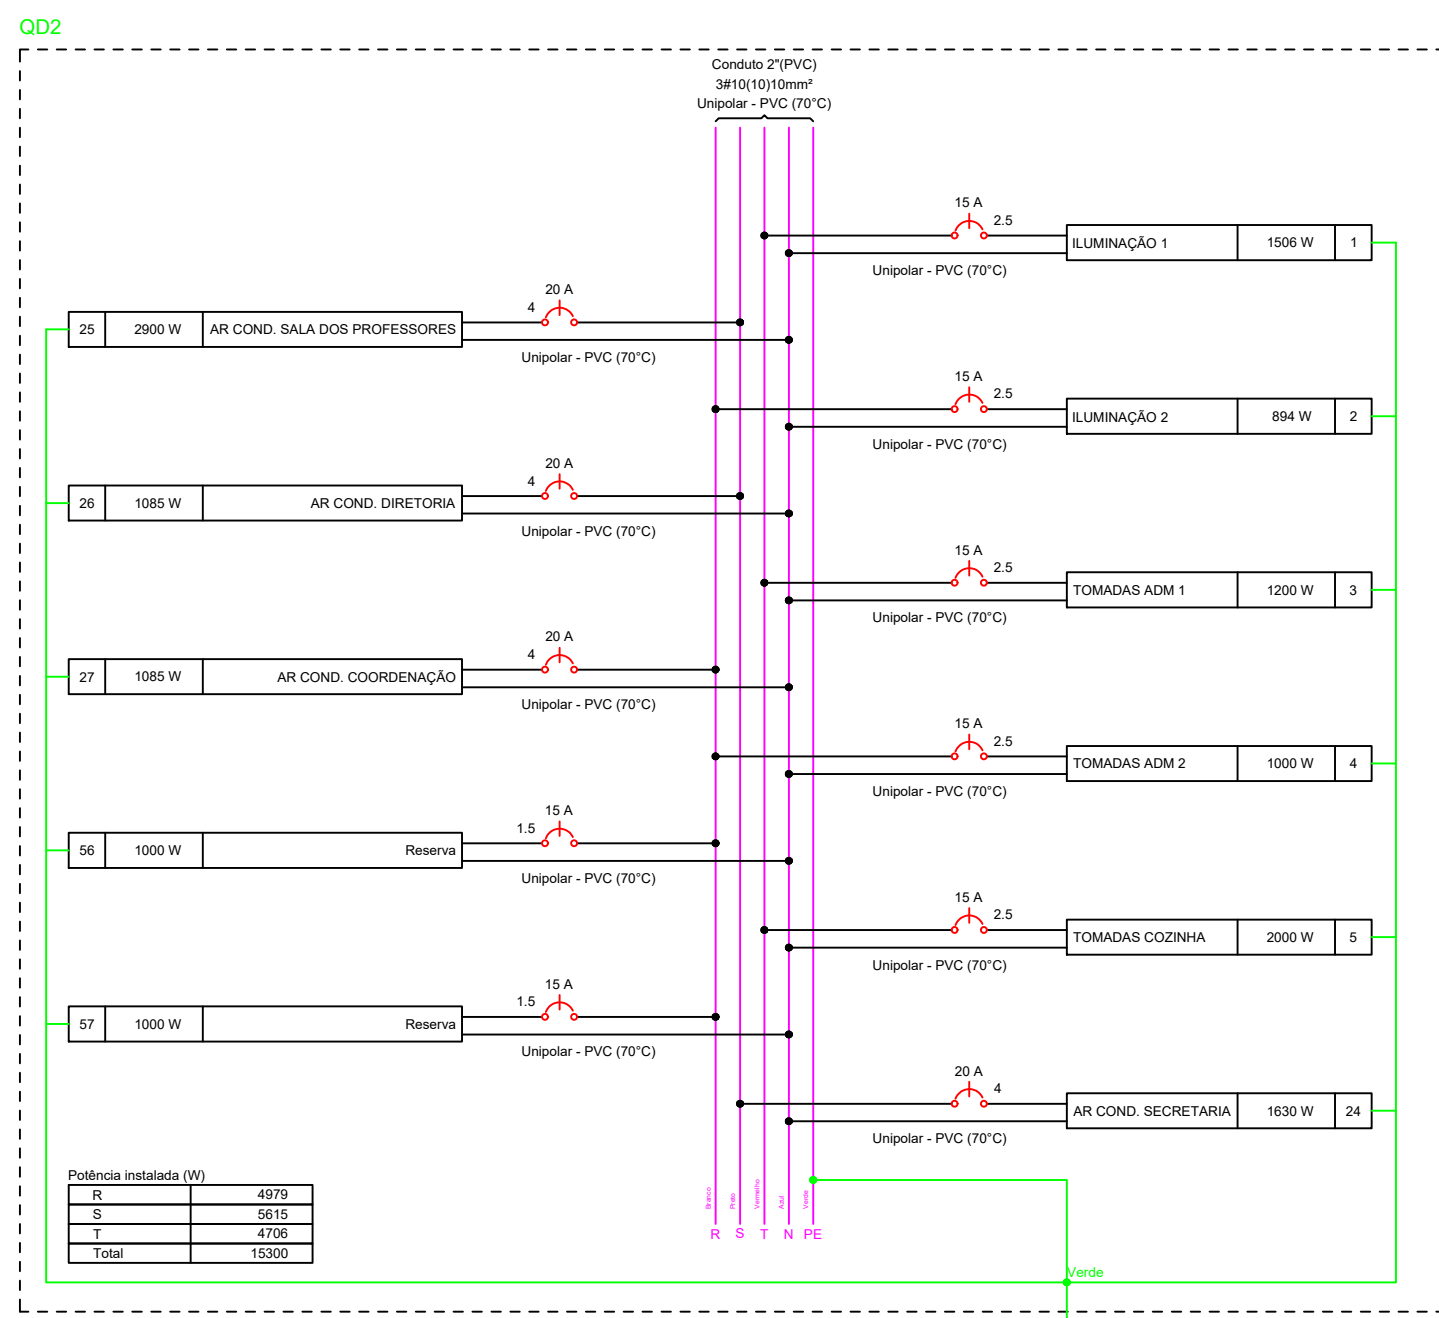 QD2
Conduto 2"(PVC)
3#10(10)10mm²
Unipolar - PVC (70°C)
15 A
2.5
ILUMINAÇÃO 1 1506 W 1
Unipolar - PVC (70°C)
20 A
4
25 2900 W AR COND. SALA DOS PROFESSORES
Unipolar - PVC (70°C)
15 A
2.5
ILUMINAÇÃO 2 894 W 2
Unipolar - PVC (70°C)
20 A
4
26 1085 W AR COND. DIRETORIA
Unipolar - PVC (70°C)
15 A
2.5
TOMADAS ADM 1 1200 W 3
Unipolar - PVC (70°C)
20 A
4
27 1085 W AR COND. COORDENAÇÃO
Unipolar - PVC (70°C)
15 A
2.5
TOMADAS ADM 2 1000 W 4
Unipolar - PVC (70°C)
15 A
1.5
56 1000 W Reserva
Unipolar - PVC (70°C)
15 A
2.5
TOMADAS COZINHA 2000 W 5
Unipolar - PVC (70°C)
15 A
1.5
57 1000 W Reserva
Unipolar - PVC (70°C)
20 A
4
AR COND. SECRETARIA 1630 W 24
Unipolar - PVC (70°C)
Potência instalada (W)
R 4979
S 5615
T 4706
Total 15300
Branco Preto Vermelho Azul Verde
R S T N PE
Verde